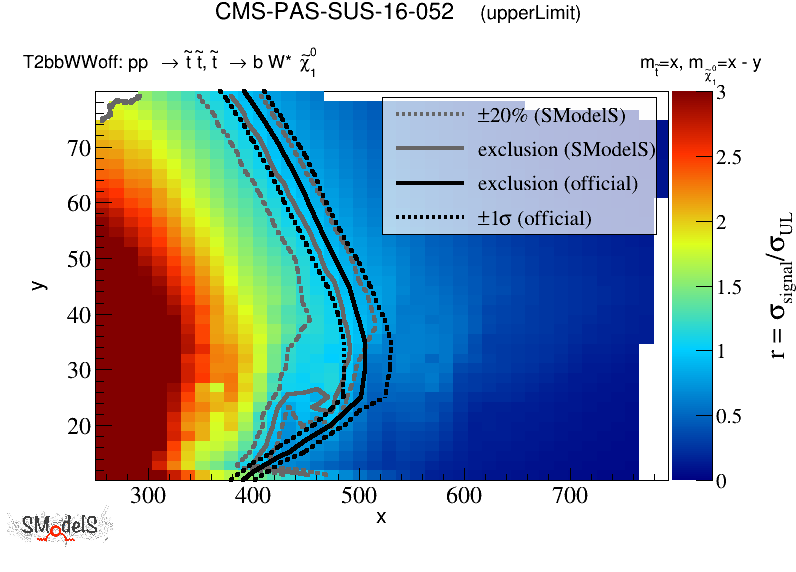 CMS-PAS-SUS-16-052 (upperLimit)
T2bbWWoff: pp → t̃ t̃, t̃ → b W* χ̃₁⁰
m_t̃=x, m_χ̃₁⁰=x - y
±20% (SModelS)
exclusion (SModelS)
exclusion (official)
±1σ (official)
y
70
60
50
40
30
20
300 400 500 600 700
x
3
2.5
2
1.5
1
0.5
0
r = σ_signal/σ_UL
SModelS